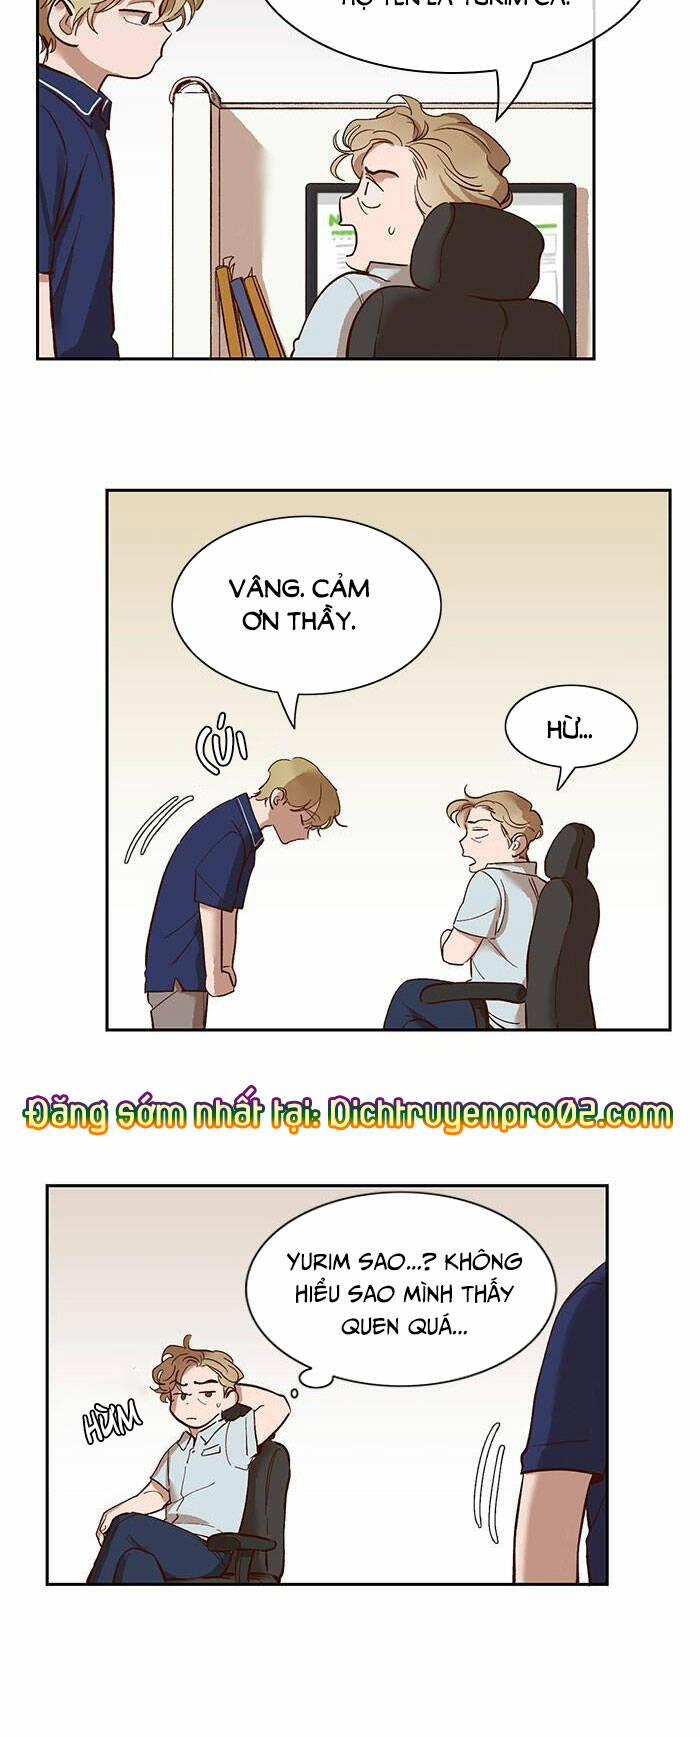 VÂNG. CẢM
ƠN THẦY.
CÚI
HỪ...
Đăng sớm nhất tại: Dichtruyenpro02.com
YURIM SAO...? KHÔNG
HIỂU SAO MÌNH THẤY
QUEN QUÁ...
HỪM